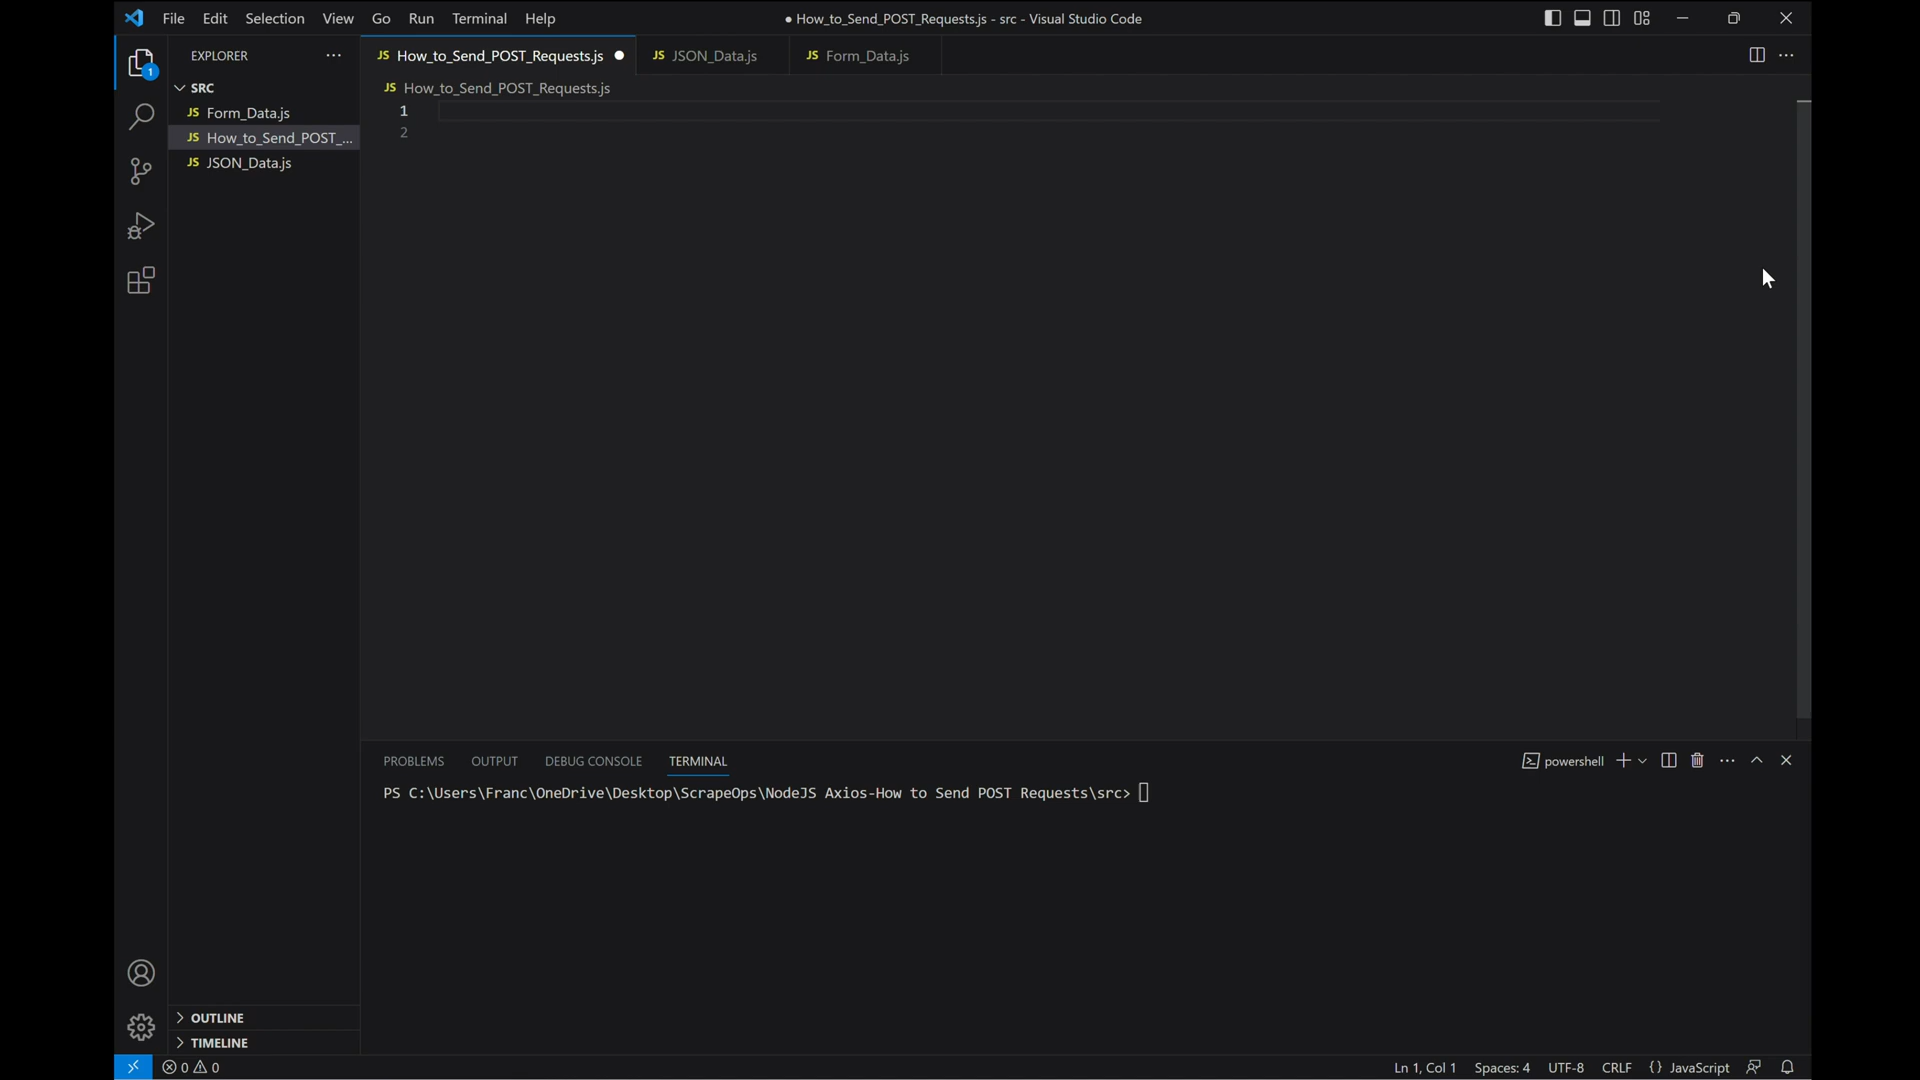 File Edit Selection View Go Run Terminal Help
● How_to_Send_POST_Requests.js - src - Visual Studio Code
EXPLORER
SRC
JS Form_Data.js
JS How_to_Send_POST_...
JS JSON_Data.js
JS How_to_Send_POST_Requests.js
JS JSON_Data.js
JS Form_Data.js
JS How_to_Send_POST_Requests.js
1
2
1
PROBLEMS OUTPUT DEBUG CONSOLE TERMINAL
powershell
PS C:\Users\Franc\OneDrive\Desktop\ScrapeOps\NodeJS Axios-How to Send POST Requests\src>
OUTLINE
TIMELINE
0 0
Ln 1, Col 1 Spaces: 4 UTF-8 CRLF {} JavaScript